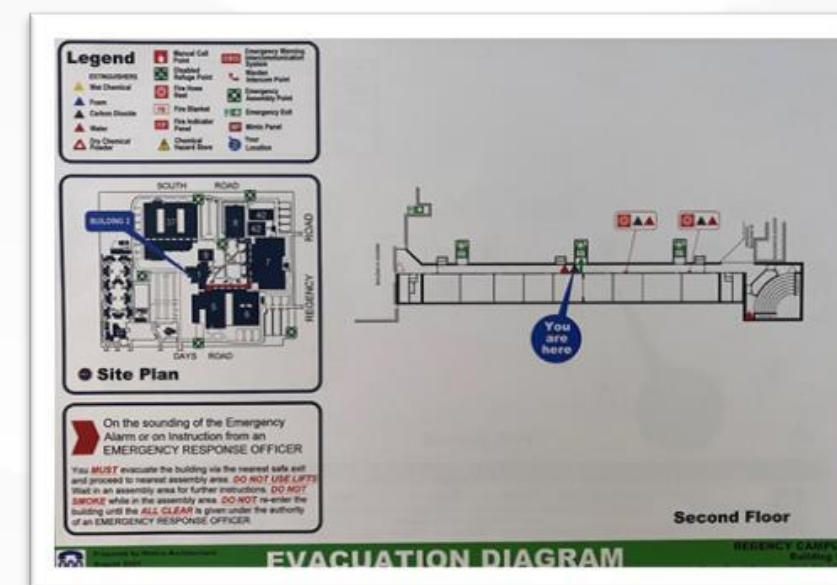 Legend
EXTINGUISHERS
Wet Chemical
Foam
Carbon Dioxide
Water
Dry Chemical
Powder
Manual Call
Point
Disabled
Refuge Point
Fire Hose
Reel
Fire Blanket
Fire Indicator
Panel
Chemical
Hazard Store
Emergency Warning
Intercommunication
System
Warden
Intercom Point
Emergency
Assembly Point
Emergency Exit
Mimic Panel
Your
Location
SOUTH ROAD
BUILDING 2
ROAD
REGENCY
DAYS ROAD
Site Plan
You
are
here
On the sounding of the Emergency
Alarm or on Instruction from an
EMERGENCY RESPONSE OFFICER
You MUST evacuate the building via the nearest safe exit
and proceed to nearest assembly area. DO NOT USE LIFTS
Wait in an assembly area for further instructions. DO NOT
SMOKE while in the assembly area. DO NOT re-enter the
building until the ALL CLEAR is given under the authority
of an EMERGENCY RESPONSE OFFICER
Second Floor
EVACUATION DIAGRAM
REGENCY CAMPUS
Building